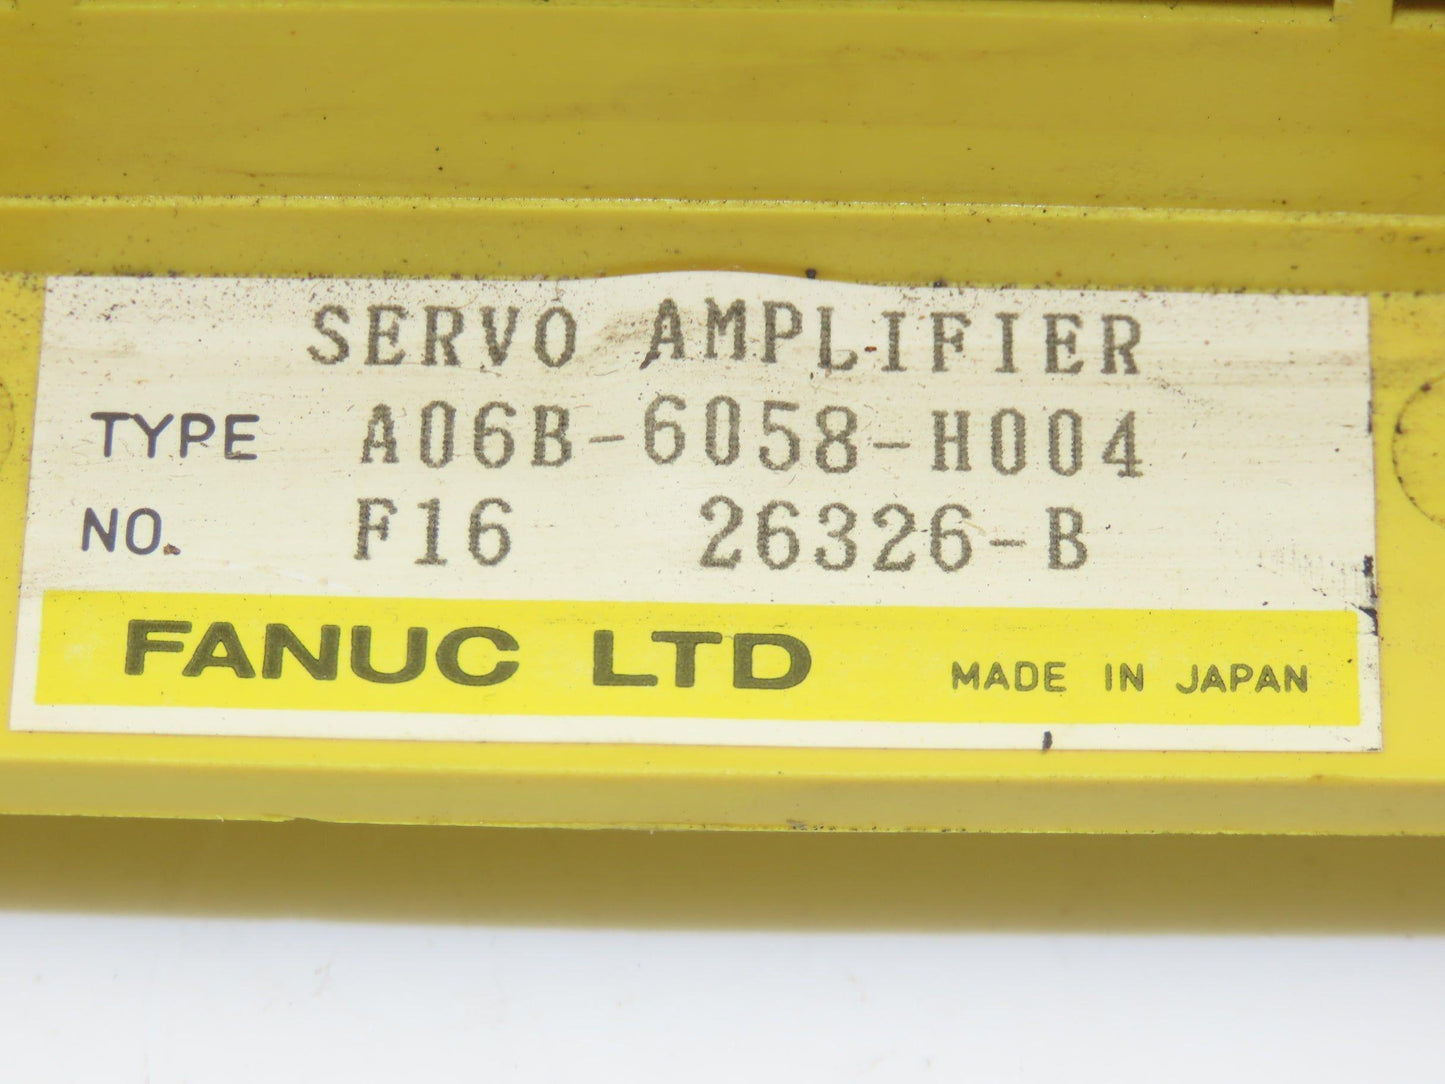 SERVO AMPLIFIER
TYPE A06B-6058-H004
NO. F16 26326-B
FANUC LTD MADE IN JAPAN